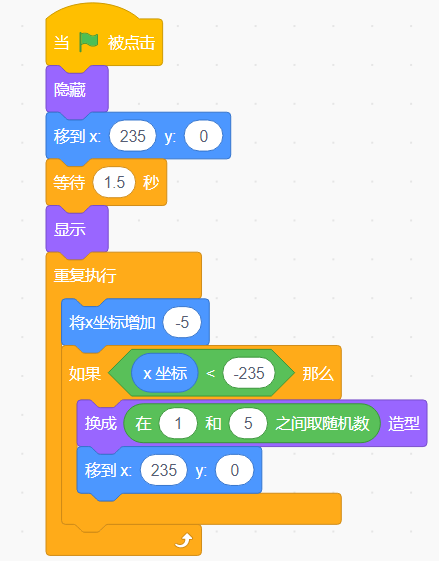 当 被点击
隐藏
移到 x: 235 y: 0
等待 1.5 秒
显示
重复执行
将x坐标增加 -5
如果 x 坐标 < -235 那么
换成 在 1 和 5 之间取随机数 造型
移到 x: 235 y: 0